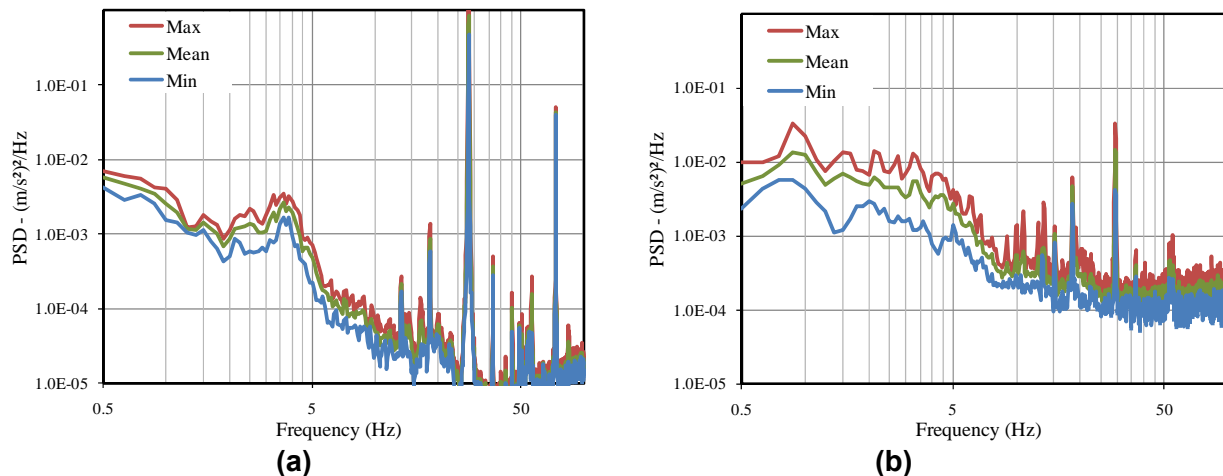 Max
Mean
Min
PSD - (m/s²)²/Hz
1.0E-01
1.0E-02
1.0E-03
1.0E-04
1.0E-05
0.5
5
50
Frequency (Hz)
(a)
Max
Mean
Min
PSD - (m/s²)²/Hz
1.0E-01
1.0E-02
1.0E-03
1.0E-04
1.0E-05
0.5
5
50
Frequency (Hz)
(b)